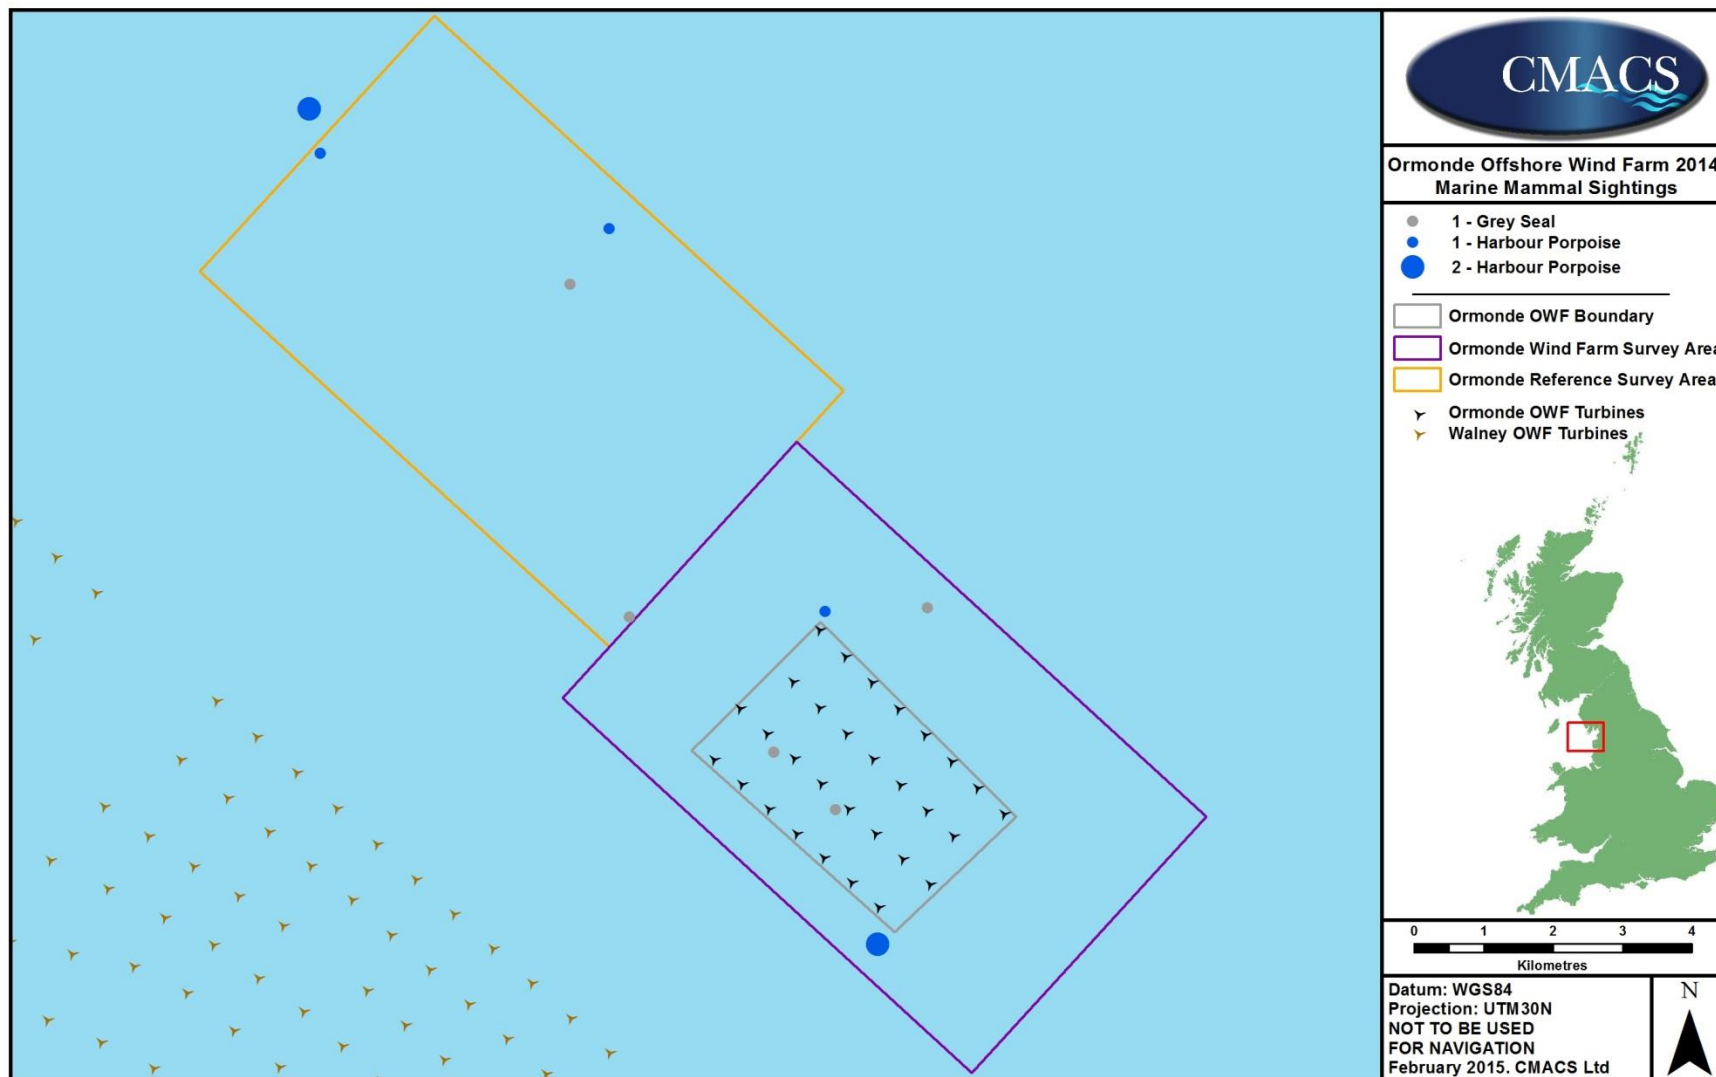 CMACS
Ormonde Offshore Wind Farm 2014
Marine Mammal Sightings
1 - Grey Seal
1 - Harbour Porpoise
2 - Harbour Porpoise
Ormonde OWF Boundary
Ormonde Wind Farm Survey Area
Ormonde Reference Survey Area
Ormonde OWF Turbines
Walney OWF Turbines
0 1 2 3 4
Kilometres
Datum: WGS84
Projection: UTM30N
NOT TO BE USED
FOR NAVIGATION
February 2015. CMACS Ltd
N